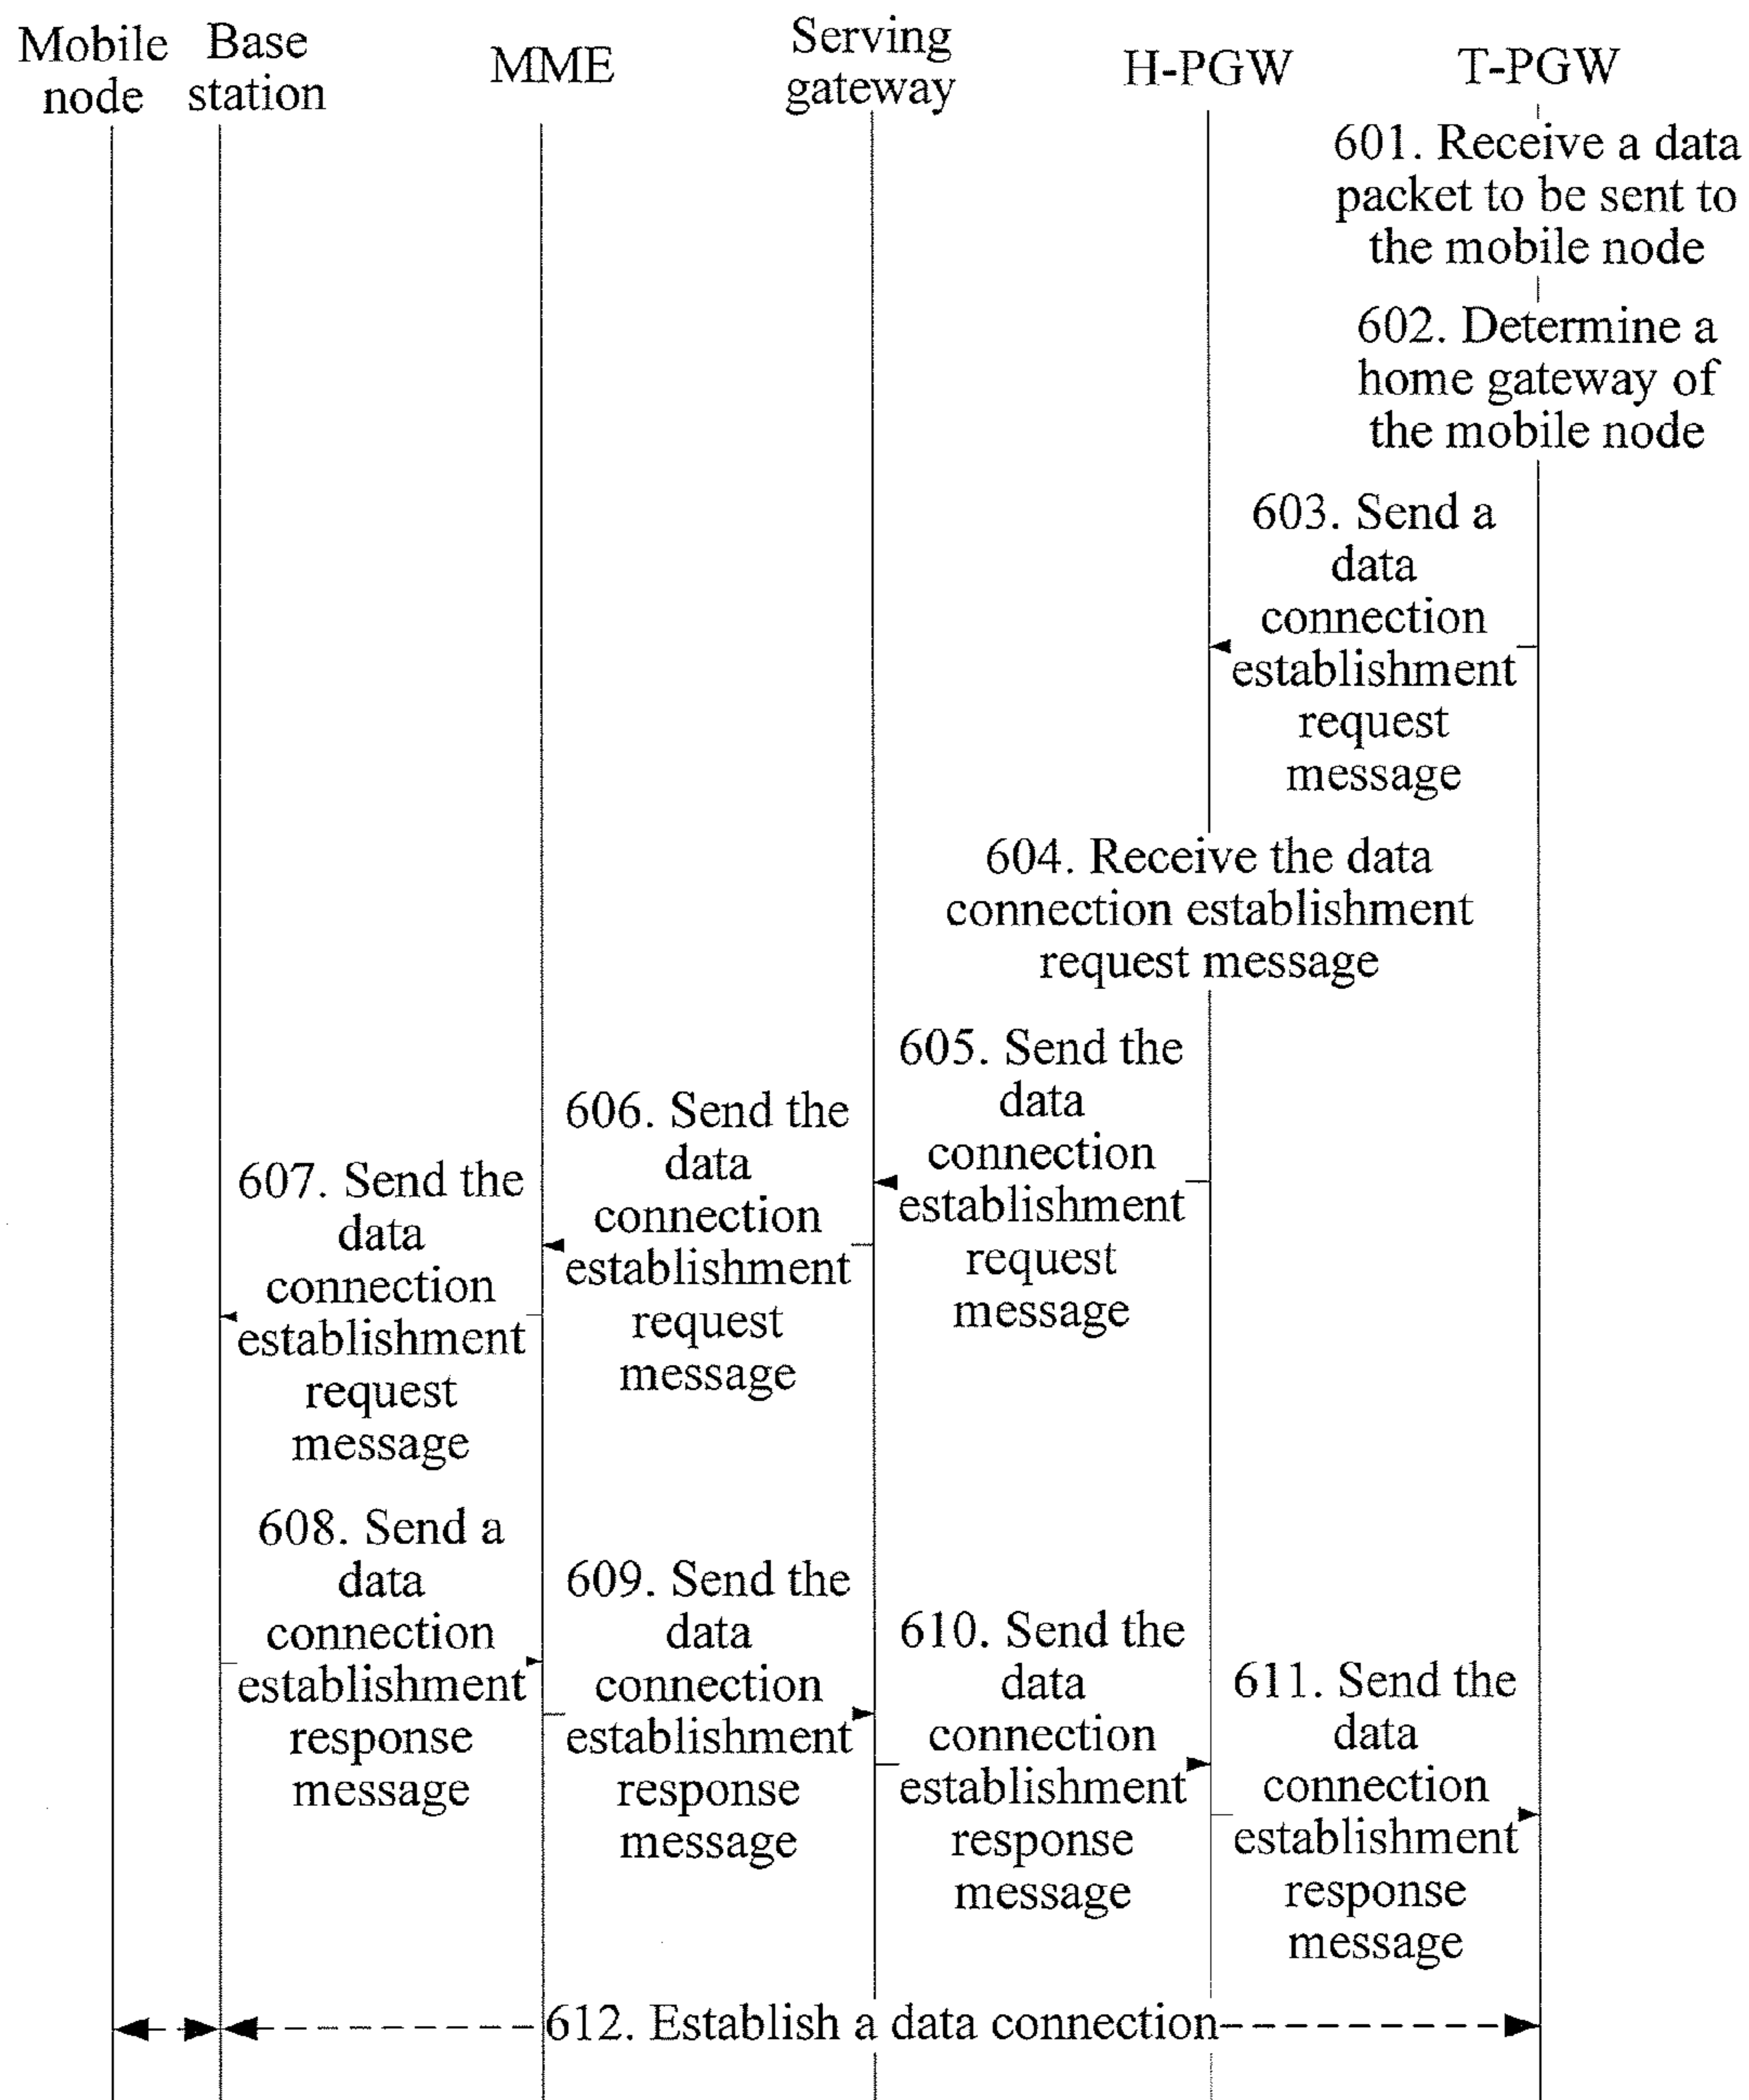 Mobile node
Base station
MME
Serving gateway
H-PGW
T-PGW
601. Receive a data
packet to be sent to
the mobile node
602. Determine a
home gateway of
the mobile node
603. Send a
data
connection
establishment
request
message
604. Receive the data
connection establishment
request message
605. Send the
data
connection
establishment
request
message
606. Send the
data
connection
establishment
request
message
607. Send the
data
connection
establishment
request
message
608. Send a
data
connection
establishment
response
message
609. Send the
data
connection
establishment
response
message
610. Send the
data
connection
establishment
response
message
611. Send the
data
connection
establishment
response
message
612. Establish a data connection